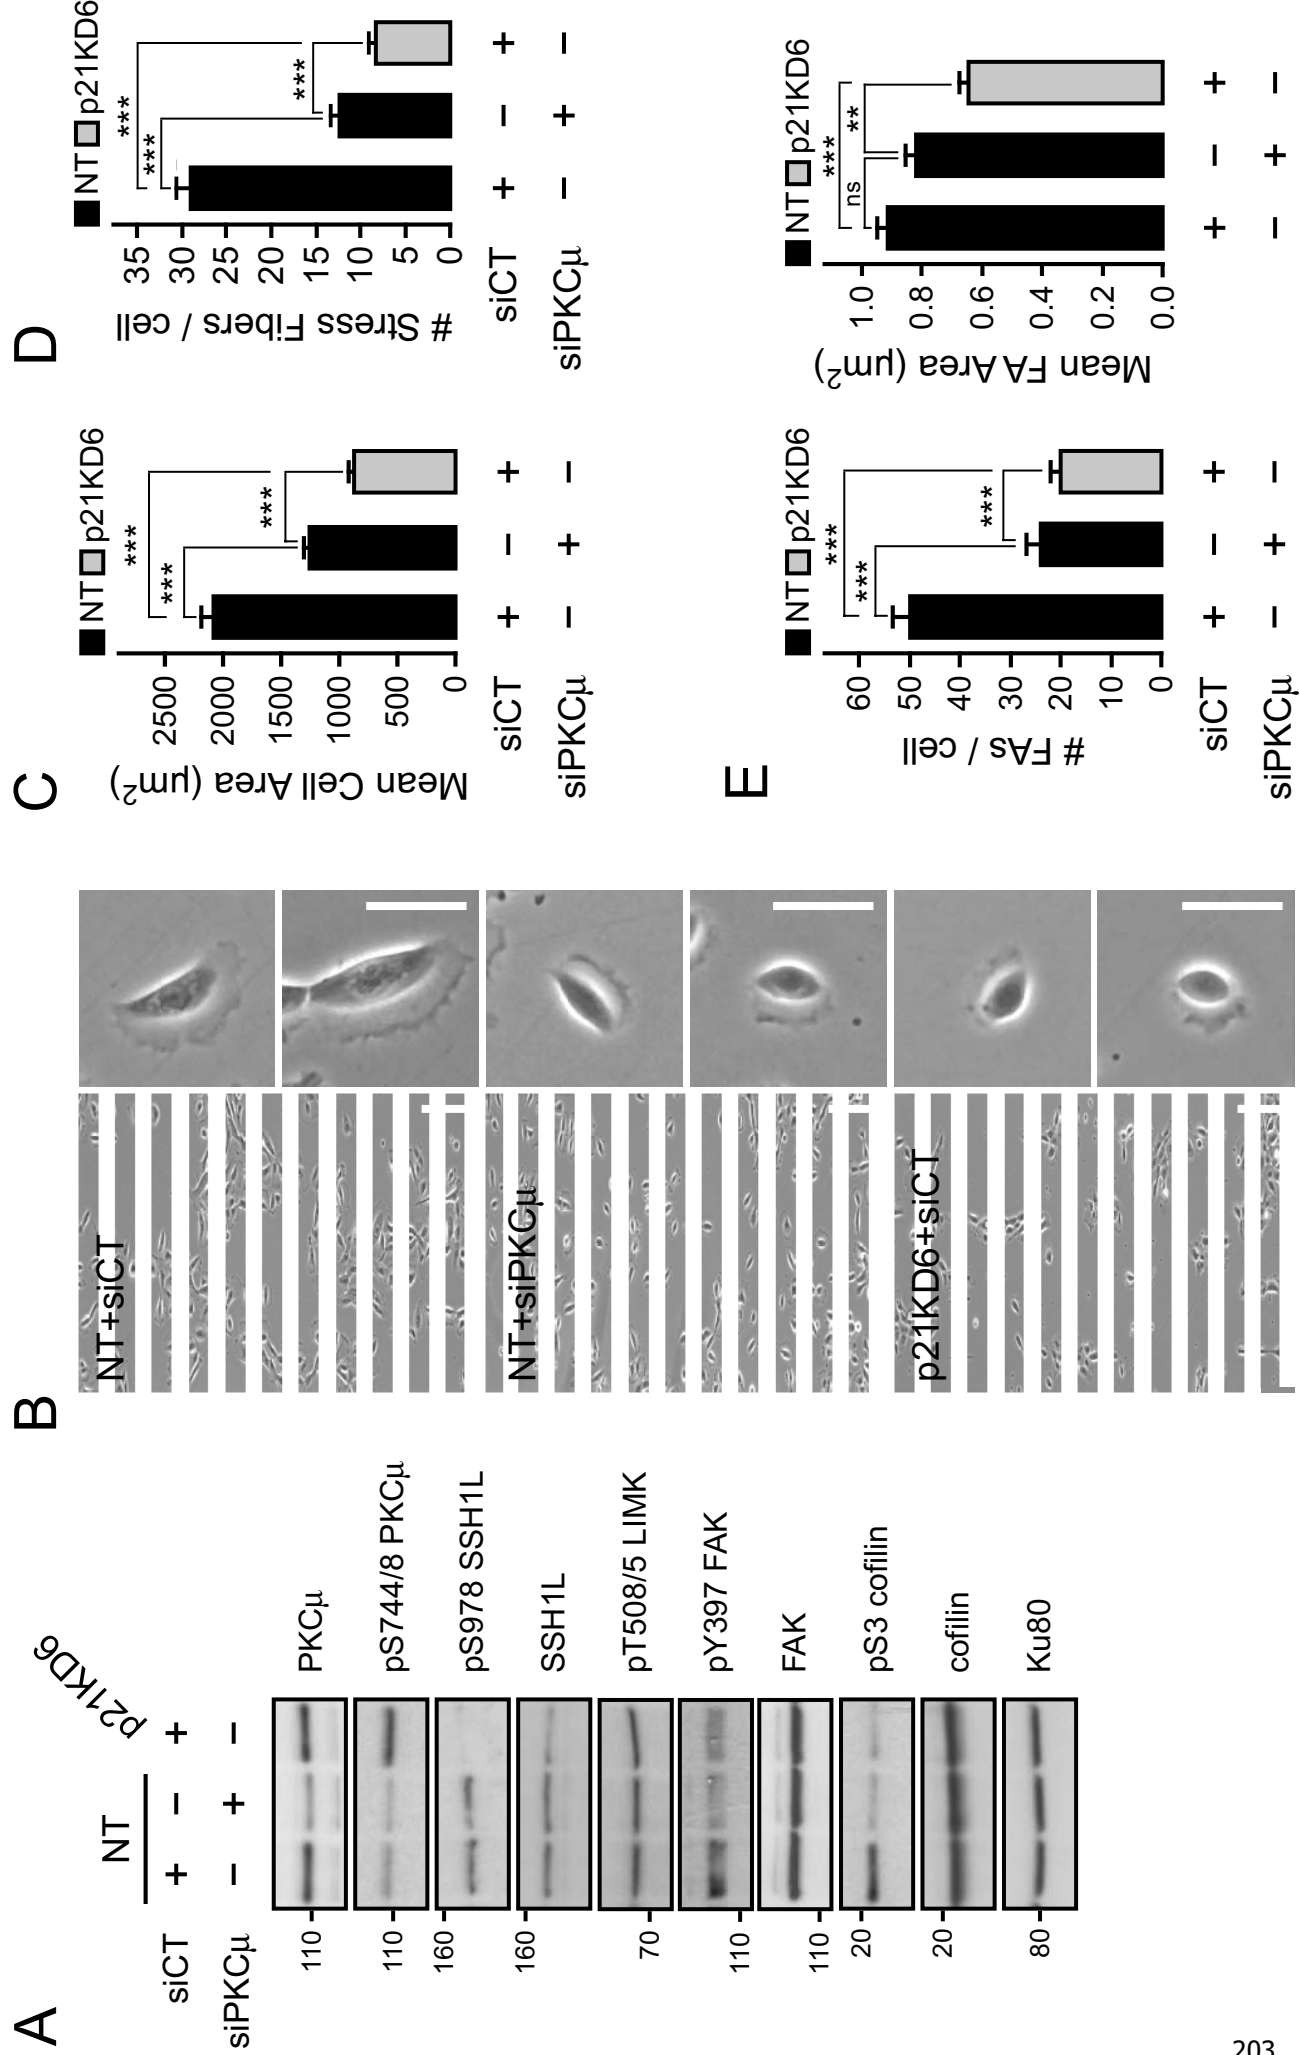 A
NT
p21KD6
siCT + − +
siPKCμ − + −
110 PKCμ
110 pS744/8 PKCμ
160 pS978 SSH1L
160 SSH1L
70 pT508/5 LIMK
110 pY397 FAK
110 FAK
20 pS3 cofilin
20 cofilin
80 Ku80
B
NT+siCT
NT+siPKCμ
p21KD6+siCT
C
NT p21KD6
Mean Cell Area (μm2)
2500
2000
1500
1000
500
0
***
***
***
siCT + − +
siPKCμ − + −
D
NT p21KD6
# Stress Fibers / cell
35
30
25
20
15
10
5
0
***
***
***
siCT + − +
siPKCμ − + −
E
NT p21KD6
# FAs / cell
60
50
40
30
20
10
0
***
***
***
siCT + − +
siPKCμ − + −
NT p21KD6
Mean FA Area (μm2)
1.0
0.8
0.6
0.4
0.2
0.0
***
ns
**
+ − +
− + −
203